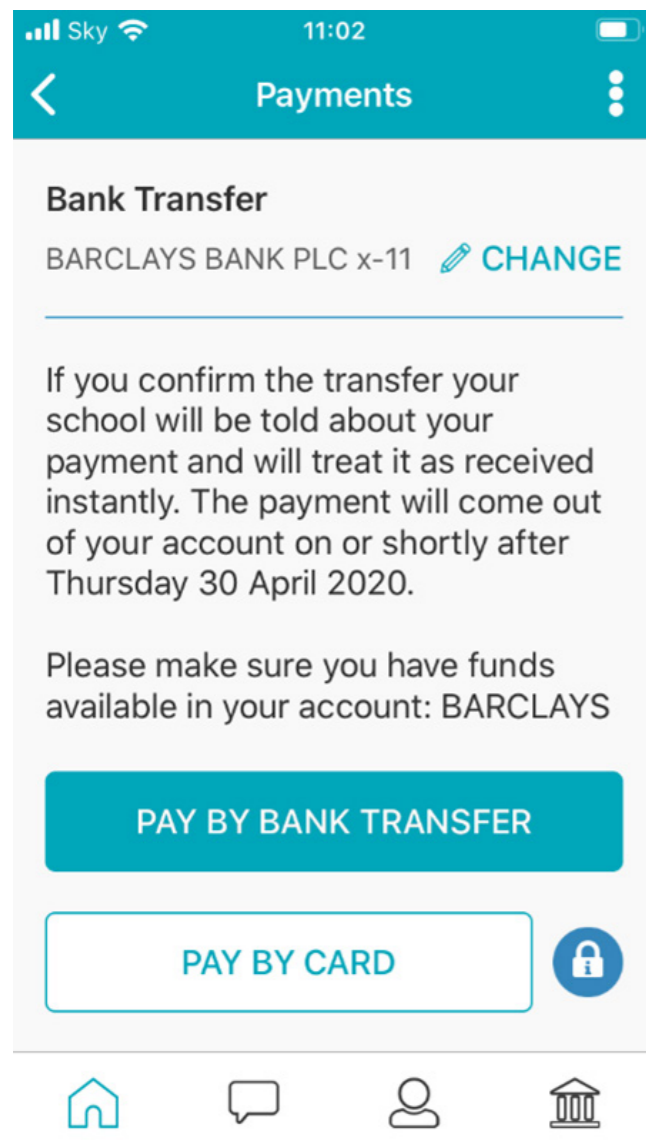 Sky 11:02
Payments
Bank Transfer
BARCLAYS BANK PLC x-11 CHANGE
If you confirm the transfer your
school will be told about your
payment and will treat it as received
instantly. The payment will come out
of your account on or shortly after
Thursday 30 April 2020.
Please make sure you have funds
available in your account: BARCLAYS
PAY BY BANK TRANSFER
PAY BY CARD